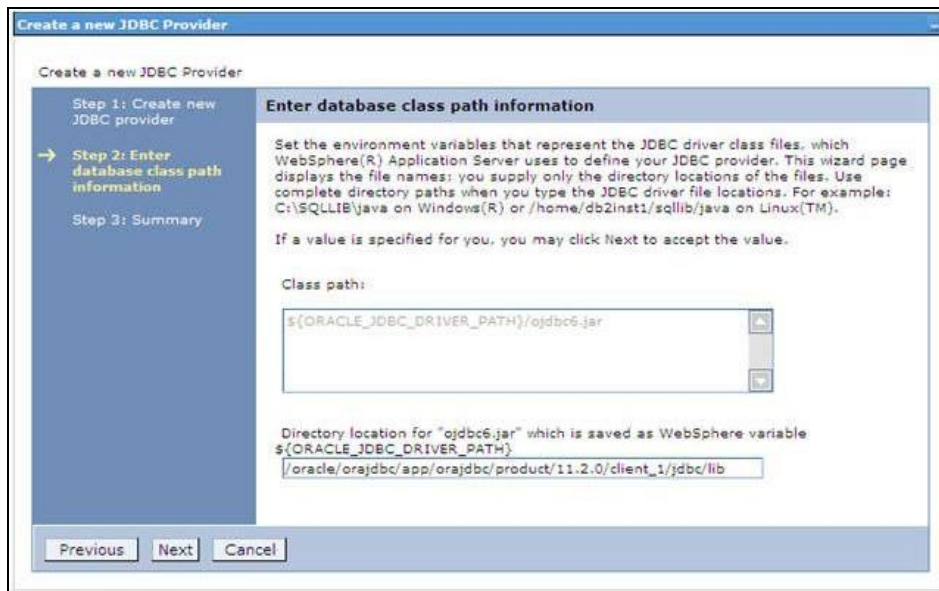 Create a new JDBC Provider
Create a new JDBC Provider
Step 1: Create new
JDBC provider
Step 2: Enter
database class path
information
Step 3: Summary
Enter database class path information
Set the environment variables that represent the JDBC driver class files, which
WebSphere(R) Application Server uses to define your JDBC provider. This wizard page
displays the file names; you supply only the directory locations of the files. Use
complete directory paths when you type the JDBC driver file locations. For example:
C:\SQLLIB\java on Windows(R) or /home/db2inst1/sqllib/java on Linux(TM).
If a value is specified for you, you may click Next to accept the value.
Class path:
${ORACLE_JDBC_DRIVER_PATH}/ojdbc6.jar
Directory location for "ojdbc6.jar" which is saved as WebSphere variable
${ORACLE_JDBC_DRIVER_PATH}
/oracle/orajdbc/app/orajdbc/product/11.2.0/client_1/jdbc/lib
Previous Next Cancel